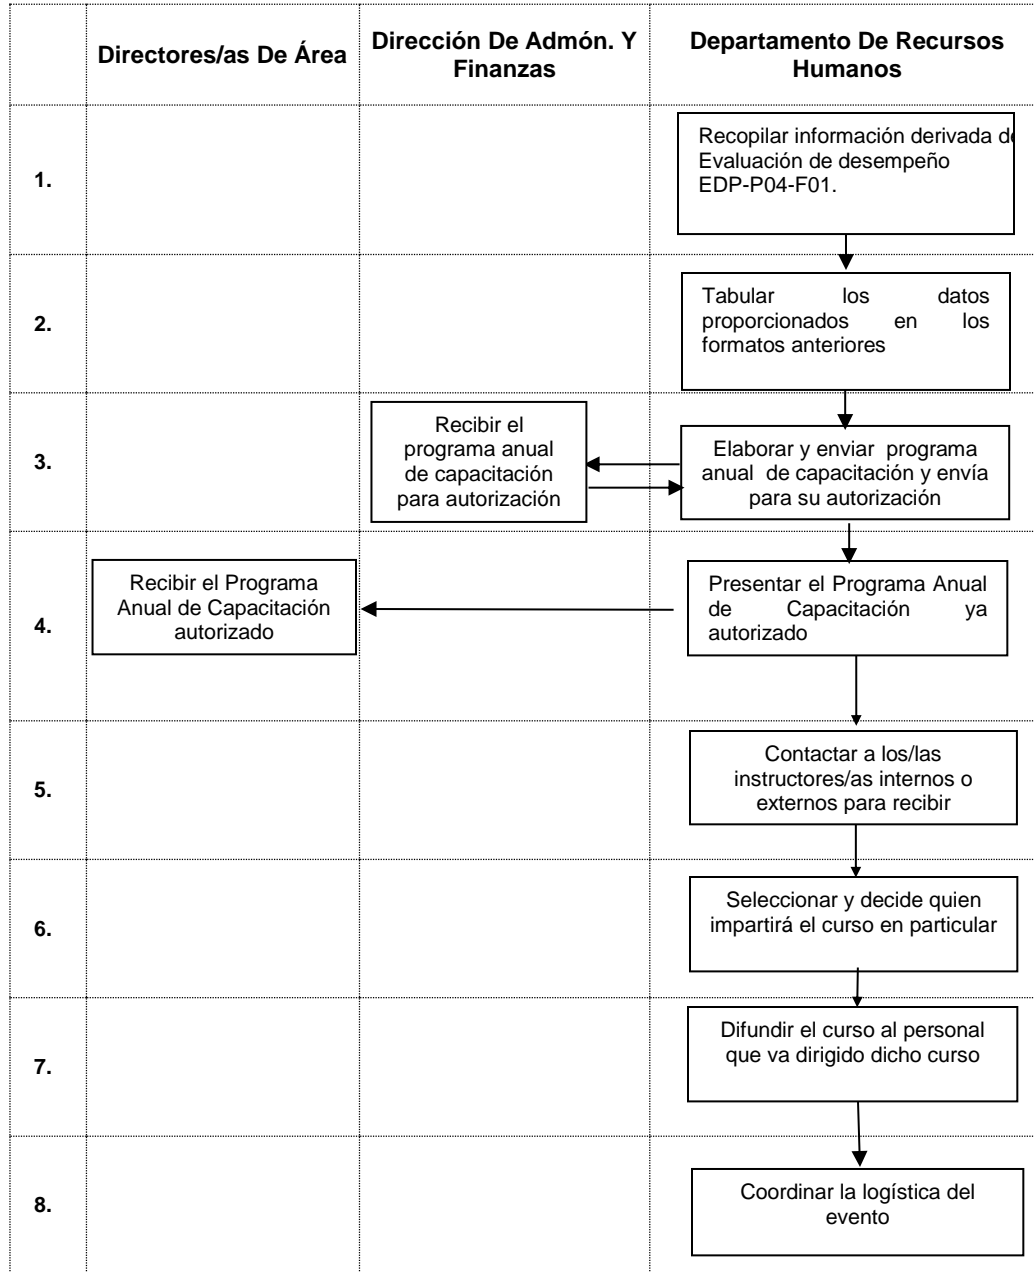 Directores/as De Área
Dirección De Admón. Y
Finanzas
Departamento De Recursos
Humanos
1.
Recopilar información derivada de
Evaluación de desempeño
EDP-P04-F01.
2.
Tabular los datos
proporcionados en los
formatos anteriores
3.
Recibir el
programa anual
de capacitación
para autorización
Elaborar y enviar programa
anual de capacitación y envía
para su autorización
4.
Recibir el Programa
Anual de Capacitación
autorizado
Presentar el Programa Anual
de Capacitación ya
autorizado
5.
Contactar a los/las
instructores/as internos o
externos para recibir
6.
Seleccionar y decide quien
impartirá el curso en particular
7.
Difundir el curso al personal
que va dirigido dicho curso
8.
Coordinar la logística del
evento